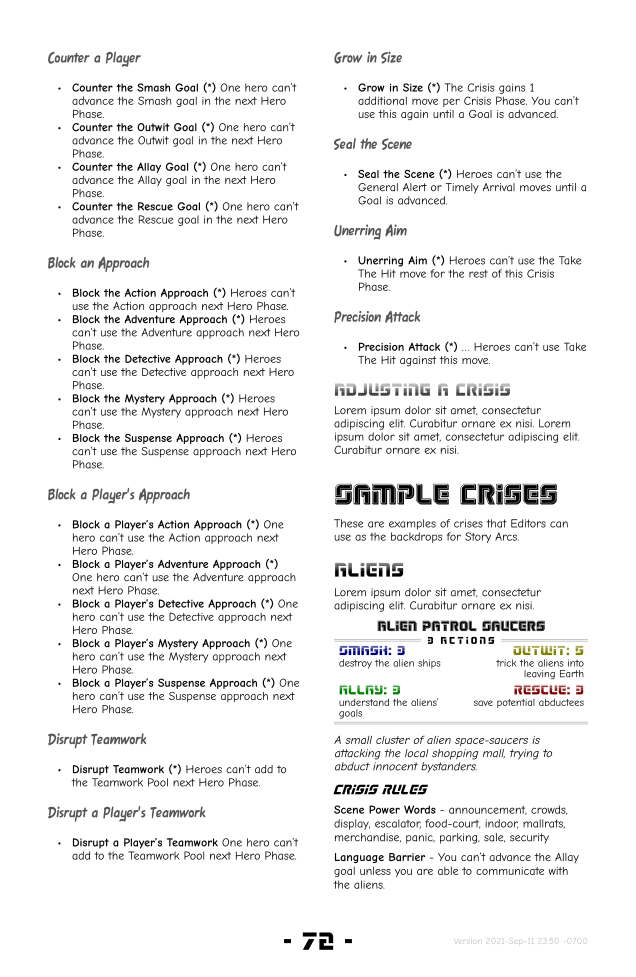 Counter a Player
• Counter the Smash Goal (*) One hero can't
advance the Smash goal in the next Hero
Phase.
• Counter the Outwit Goal (*) One hero can't
advance the Outwit goal in the next Hero
Phase.
• Counter the Allay Goal (*) One hero can't
advance the Allay goal in the next Hero
Phase.
• Counter the Rescue Goal (*) One hero can't
advance the Rescue goal in the next Hero
Phase.
Block an Approach
• Block the Action Approach (*) Heroes can't
use the Action approach next Hero Phase.
• Block the Adventure Approach (*) Heroes
can't use the Adventure approach next Hero
Phase.
• Block the Detective Approach (*) Heroes
can't use the Detective approach next Hero
Phase.
• Block the Mystery Approach (*) Heroes
can't use the Mystery approach next Hero
Phase.
• Block the Suspense Approach (*) Heroes
can't use the Suspense approach next Hero
Phase.
Block a Player's Approach
• Block a Player's Action Approach (*) One
hero can't use the Action approach next
Hero Phase.
• Block a Player's Adventure Approach (*)
One hero can't use the Adventure approach
next Hero Phase.
• Block a Player's Detective Approach (*) One
hero can't use the Detective approach next
Hero Phase.
• Block a Player's Mystery Approach (*) One
hero can't use the Mystery approach next
Hero Phase.
• Block a Player's Suspense Approach (*) One
hero can't use the Suspense approach next
Hero Phase.
Disrupt Teamwork
• Disrupt Teamwork (*) Heroes can't add to
the Teamwork Pool next Hero Phase.
Disrupt a Player's Teamwork
• Disrupt a Player's Teamwork One hero can't
add to the Teamwork Pool next Hero Phase.
Grow in Size
• Grow in Size (*) The Crisis gains 1
additional move per Crisis Phase. You can't
use this again until a Goal is advanced.
Seal the Scene
• Seal the Scene (*) Heroes can't use the
General Alert or Timely Arrival moves until a
Goal is advanced.
Unerring Aim
• Unerring Aim (*) Heroes can't use the Take
The Hit move for the rest of this Crisis
Phase.
Precision Attack
• Precision Attack (*) ... Heroes can't use Take
The Hit against this move.
ADJUSTING A CRISIS
Lorem ipsum dolor sit amet, consectetur
adipiscing elit. Curabitur ornare ex nisi. Lorem
ipsum dolor sit amet, consectetur adipiscing elit.
Curabitur ornare ex nisi.
SAMPLE CRISES
These are examples of crises that Editors can
use as the backdrops for Story Arcs.
ALIENS
Lorem ipsum dolor sit amet, consectetur
adipiscing elit. Curabitur ornare ex nisi.
ALIEN PATROL SAUCERS
3 ACTIONS
SMASH: 3
destroy the alien ships
OUTWIT: 5
trick the aliens into
leaving Earth
ALLAY: 3
understand the aliens'
goals
RESCUE: 3
save potential abductees
A small cluster of alien space-saucers is
attacking the local shopping mall, trying to
abduct innocent bystanders.
CRISIS RULES
Scene Power Words - announcement, crowds,
display, escalator, food-court, indoor, mallrats,
merchandise, panic, parking, sale, security
Language Barrier - You can't advance the Allay
goal unless you are able to communicate with
the aliens.
- 72 -
Version 2021-Sep-11 23:50 -0700